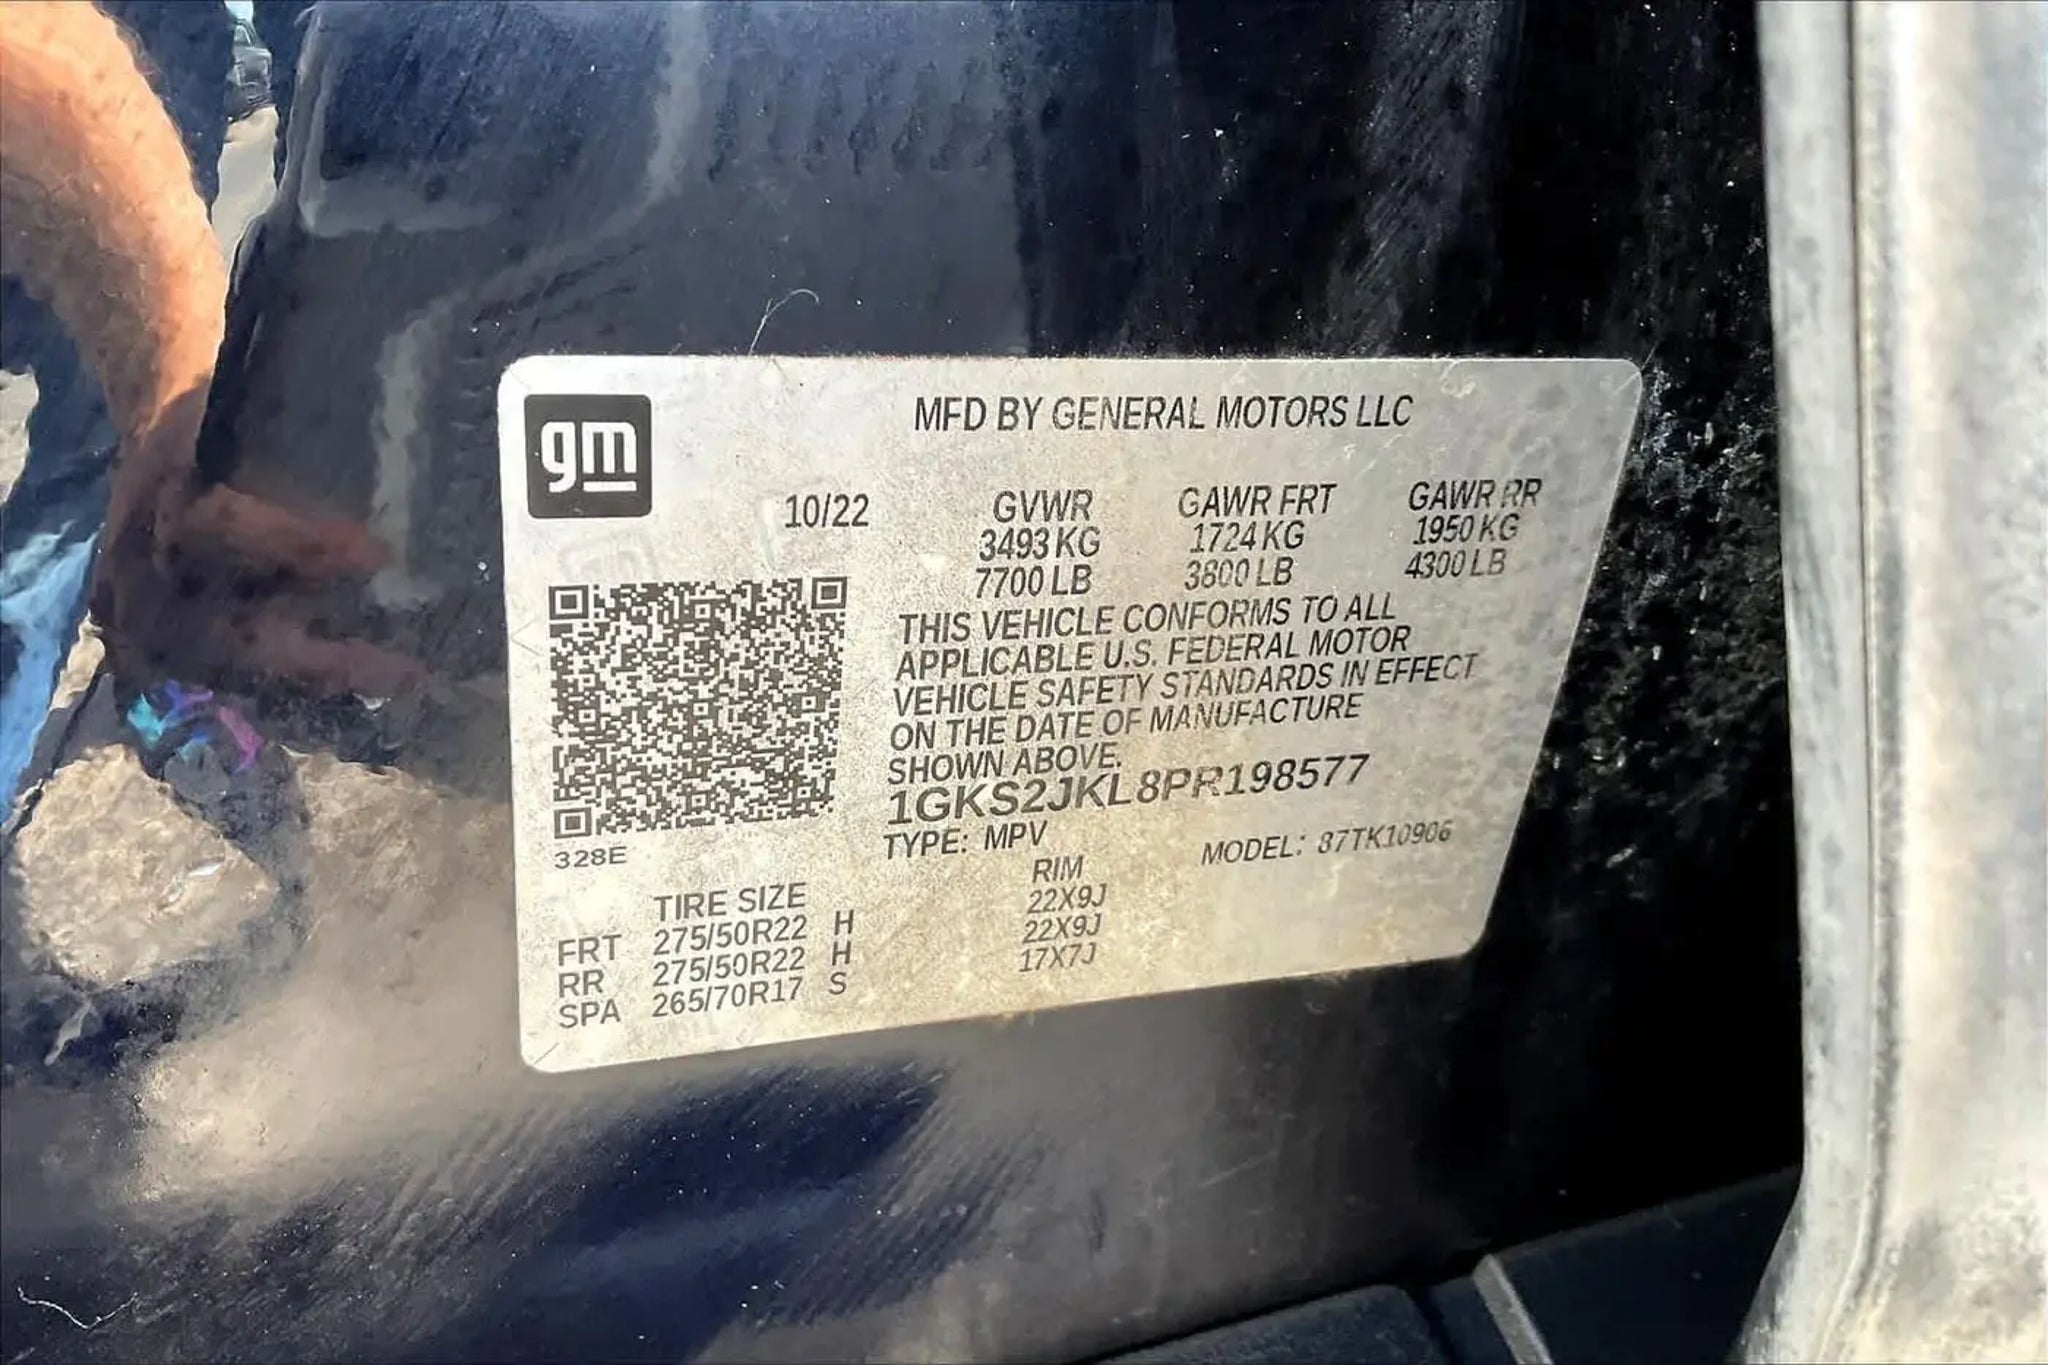 gm
MFD BY GENERAL MOTORS LLC
10/22 GVWR GAWR FRT GAWR RR
3493 KG 1724 KG 1950 KG
7700 LB 3800 LB 4300 LB
THIS VEHICLE CONFORMS TO ALL
APPLICABLE U.S. FEDERAL MOTOR
VEHICLE SAFETY STANDARDS IN EFFECT
ON THE DATE OF MANUFACTURE
SHOWN ABOVE.
1GKS2JKL8PR198577
TYPE: MPV MODEL: 87TK10906
328E
TIRE SIZE RIM
FRT 275/50R22 H 22X9J
RR 275/50R22 H 22X9J
SPA 265/70R17 S 17X7J